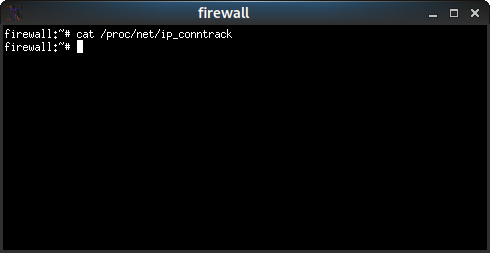 firewall
firewall:~# cat /proc/net/ip_conntrack
firewall:~#